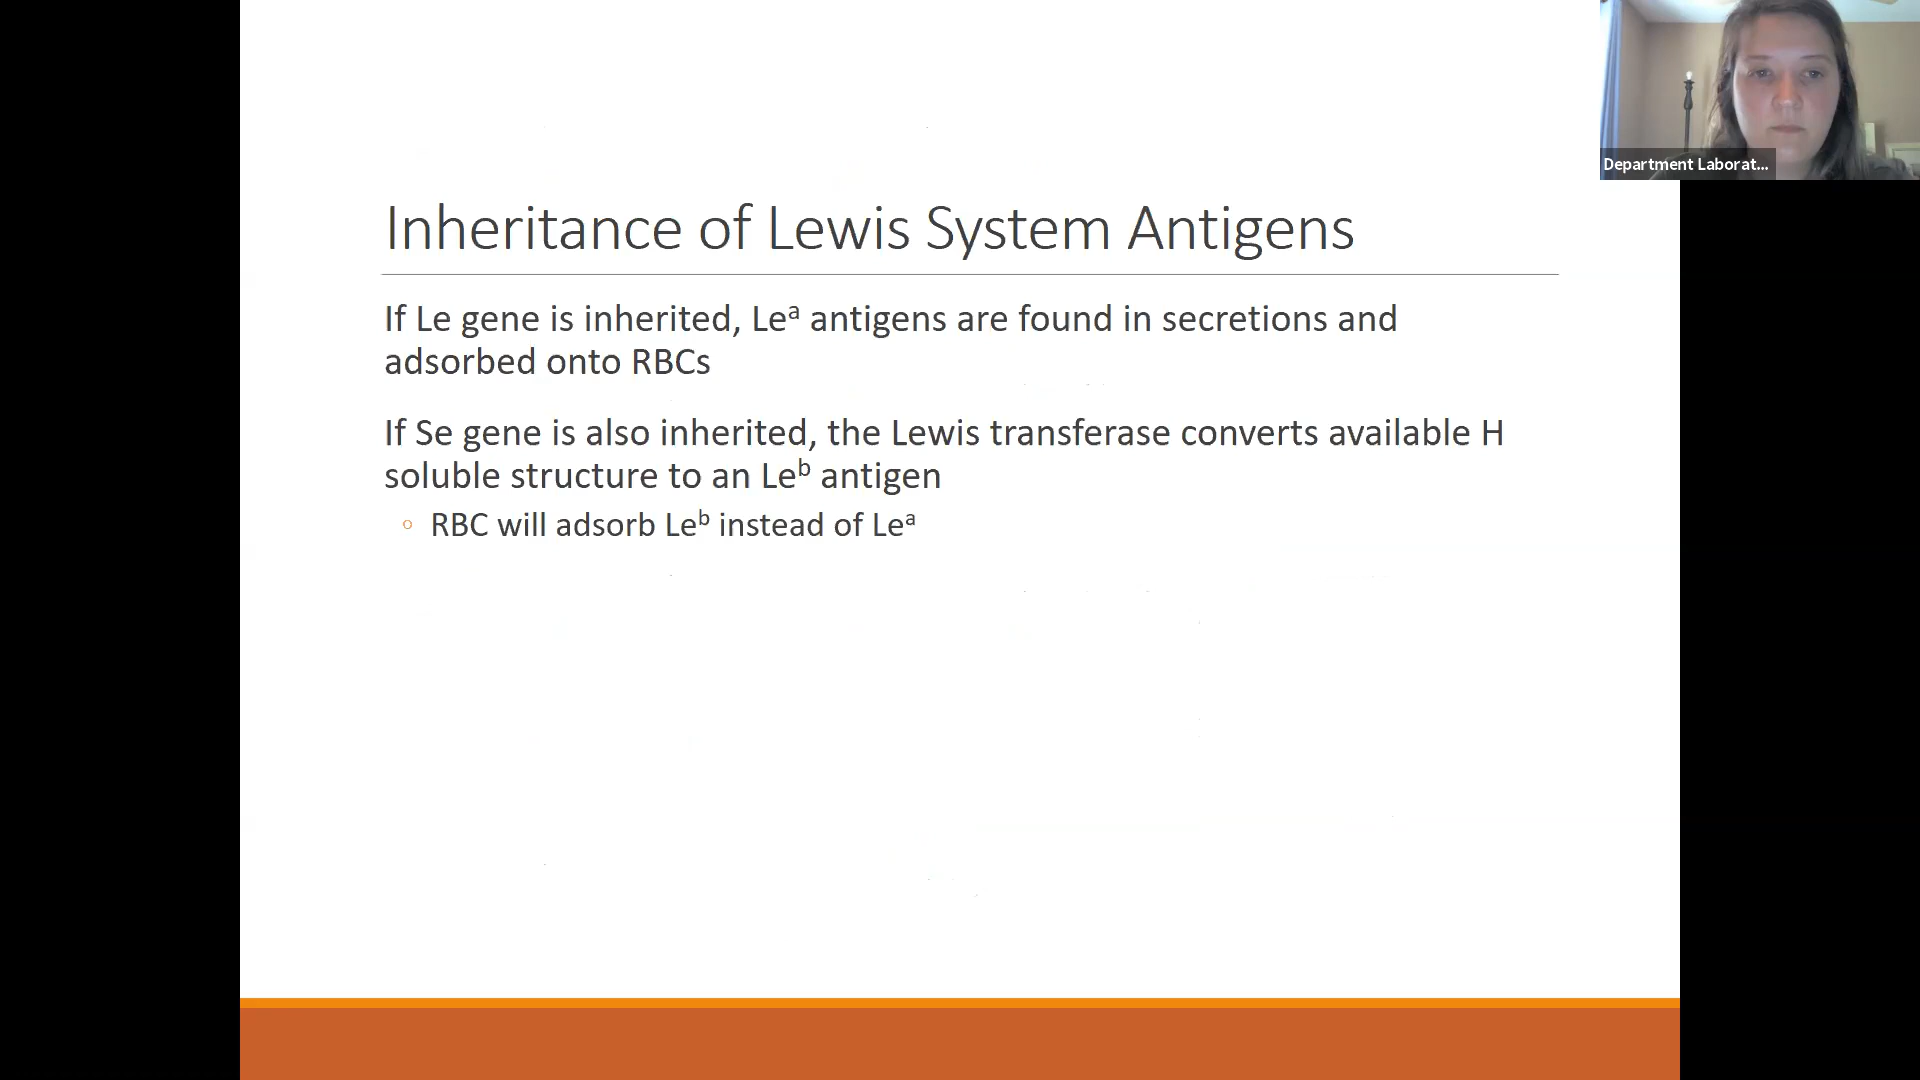 Department Laborat...
Inheritance of Lewis System Antigens
If Le gene is inherited, Leᵃ antigens are found in secretions and
adsorbed onto RBCs
If Se gene is also inherited, the Lewis transferase converts available H
soluble structure to an Leᵇ antigen
◦ RBC will adsorb Leᵇ instead of Leᵃ